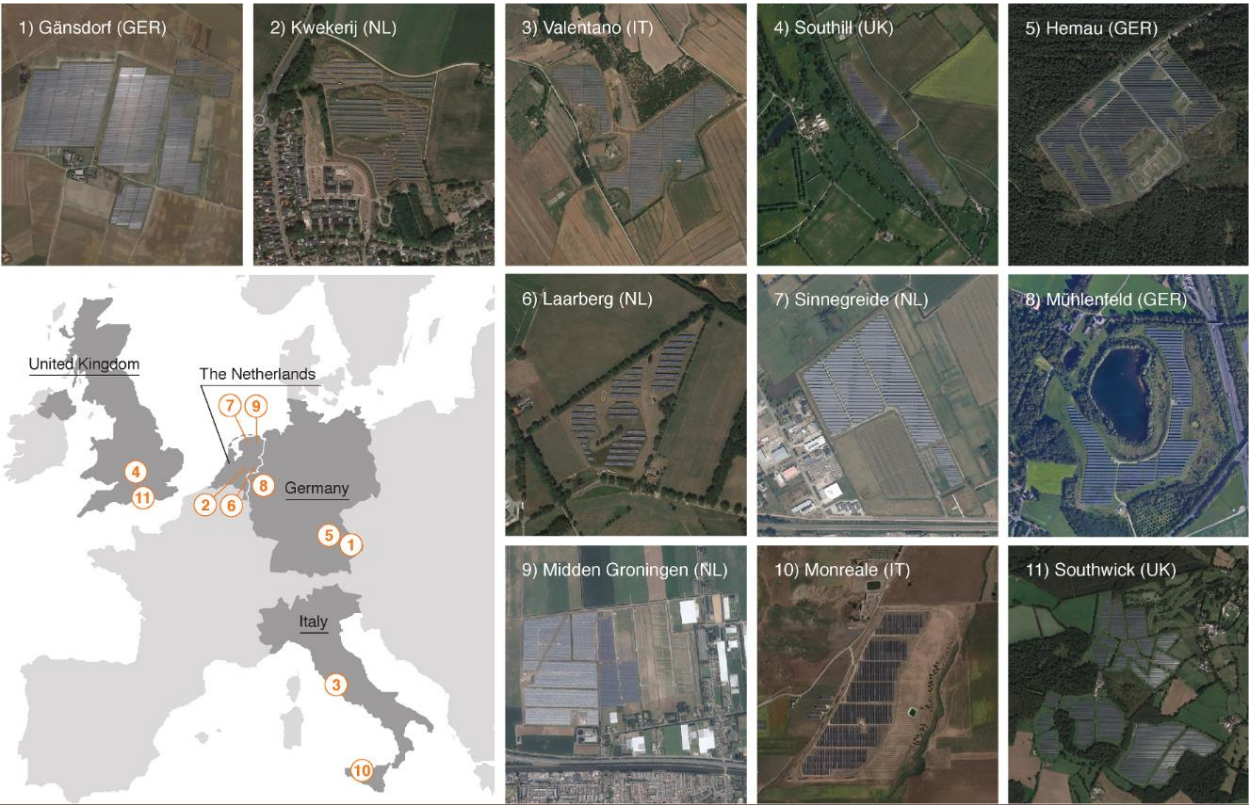 1) Gänsdorf (GER)
2) Kwekerij (NL)
3) Valentano (IT)
4) Southill (UK)
5) Hemau (GER)
6) Laarberg (NL)
7) Sinnegreide (NL)
8) Mühlenfeld (GER)
9) Midden Groningen (NL)
10) Monreale (IT)
11) Southwick (UK)
United Kingdom
The Netherlands
7
9
4
11
2
6
8
Germany
5
1
Italy
3
10